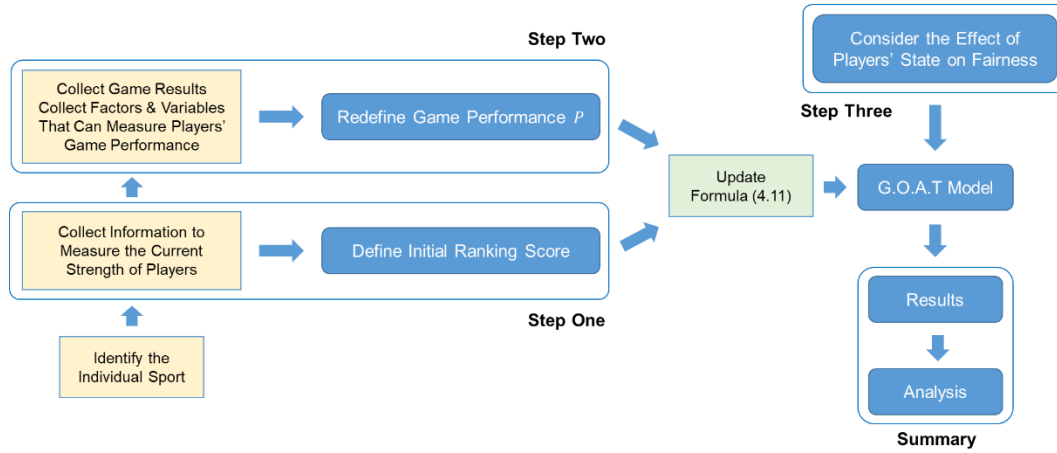 Step Two
Collect Game Results
Collect Factors & Variables
That Can Measure Players'
Game Performance
Redefine Game Performance P
Collect Information to
Measure the Current
Strength of Players
Define Initial Ranking Score
Step One
Identify the
Individual Sport
Update
Formula (4.11)
Consider the Effect of
Players' State on Fairness
Step Three
G.O.A.T Model
Results
Analysis
Summary